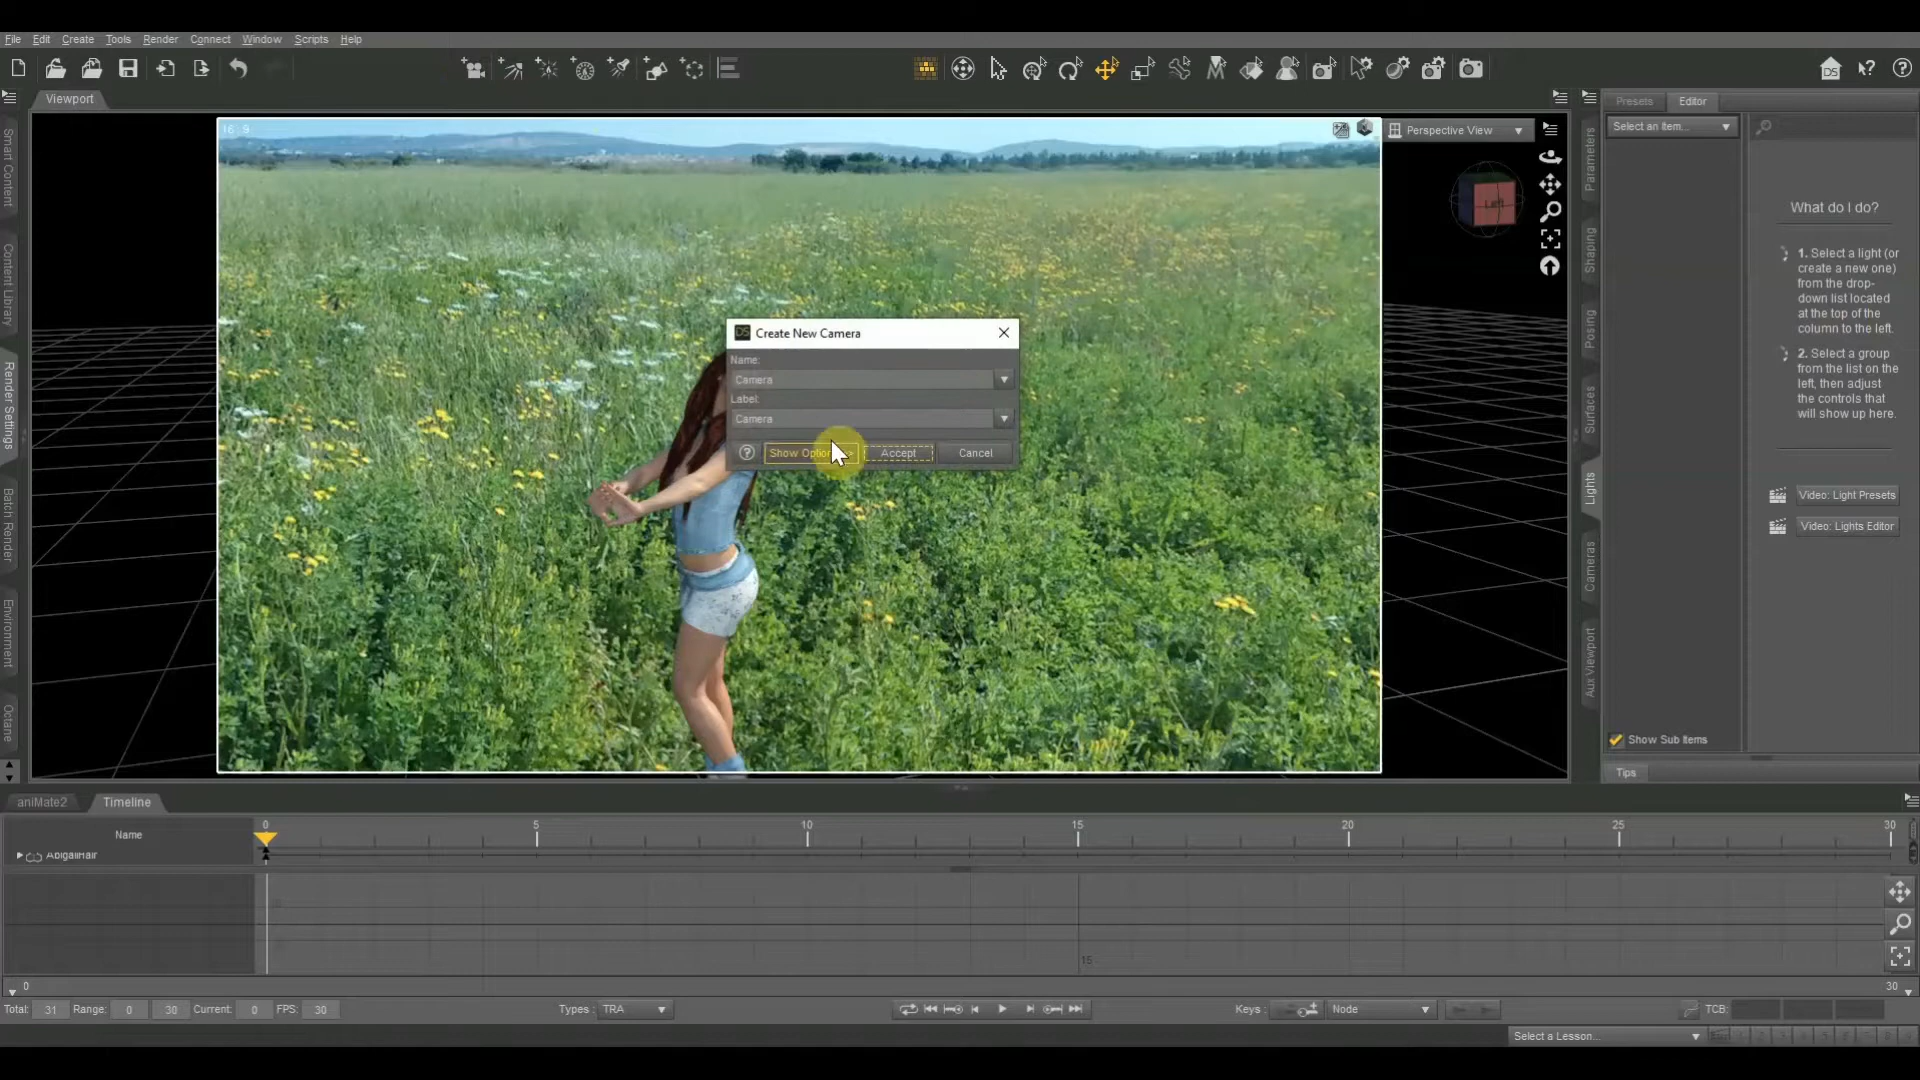 File Edit Create Tools Render Connect Window Scripts Help
Viewport
Presets Editor
16 : 9
Perspective View
Select an item...
Left
Smart Content
Content Library
Render Settings
Batch Render
Environment
Octane
Parameters
Shaping
Posing
Surfaces
Lights
Cameras
Aux Viewport
What do I do?
1. Select a light (or
create a new one)
from the drop-
down list located
at the top of the
column to the left.
2. Select a group
from the list on the
left, then adjust
the controls that
will show up here.
Video: Light Presets
Video: Lights Editor
Create New Camera
Name:
Camera
Label:
Camera
Accept Cancel
Show Sub Items
Tips
aniMate2 Timeline
Name
0 5 10 15 20 25 30
AbigailHair
15
0 30
Total: 31 Range: 0 30 Current: 0 FPS: 30 Types : TRA Keys : Node TCB:
Select a Lesson...